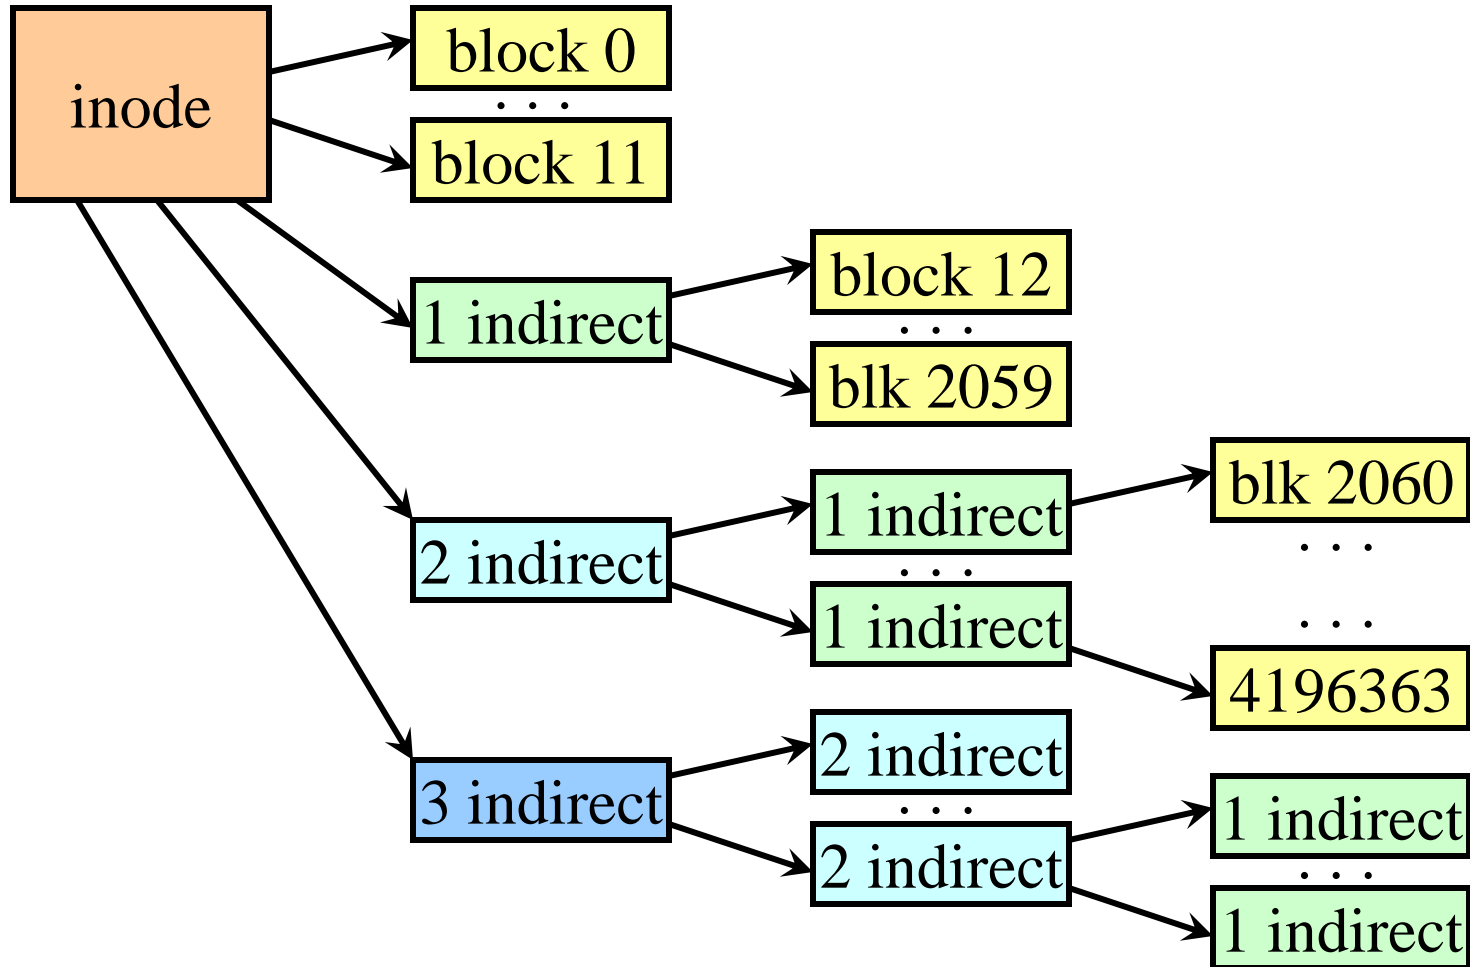 inode
block 0
. . .
block 11
1 indirect
block 12
. . .
blk 2059
2 indirect
1 indirect
. . .
1 indirect
blk 2060
. . .
. . .
4196363
3 indirect
2 indirect
. . .
2 indirect
1 indirect
. . .
1 indirect